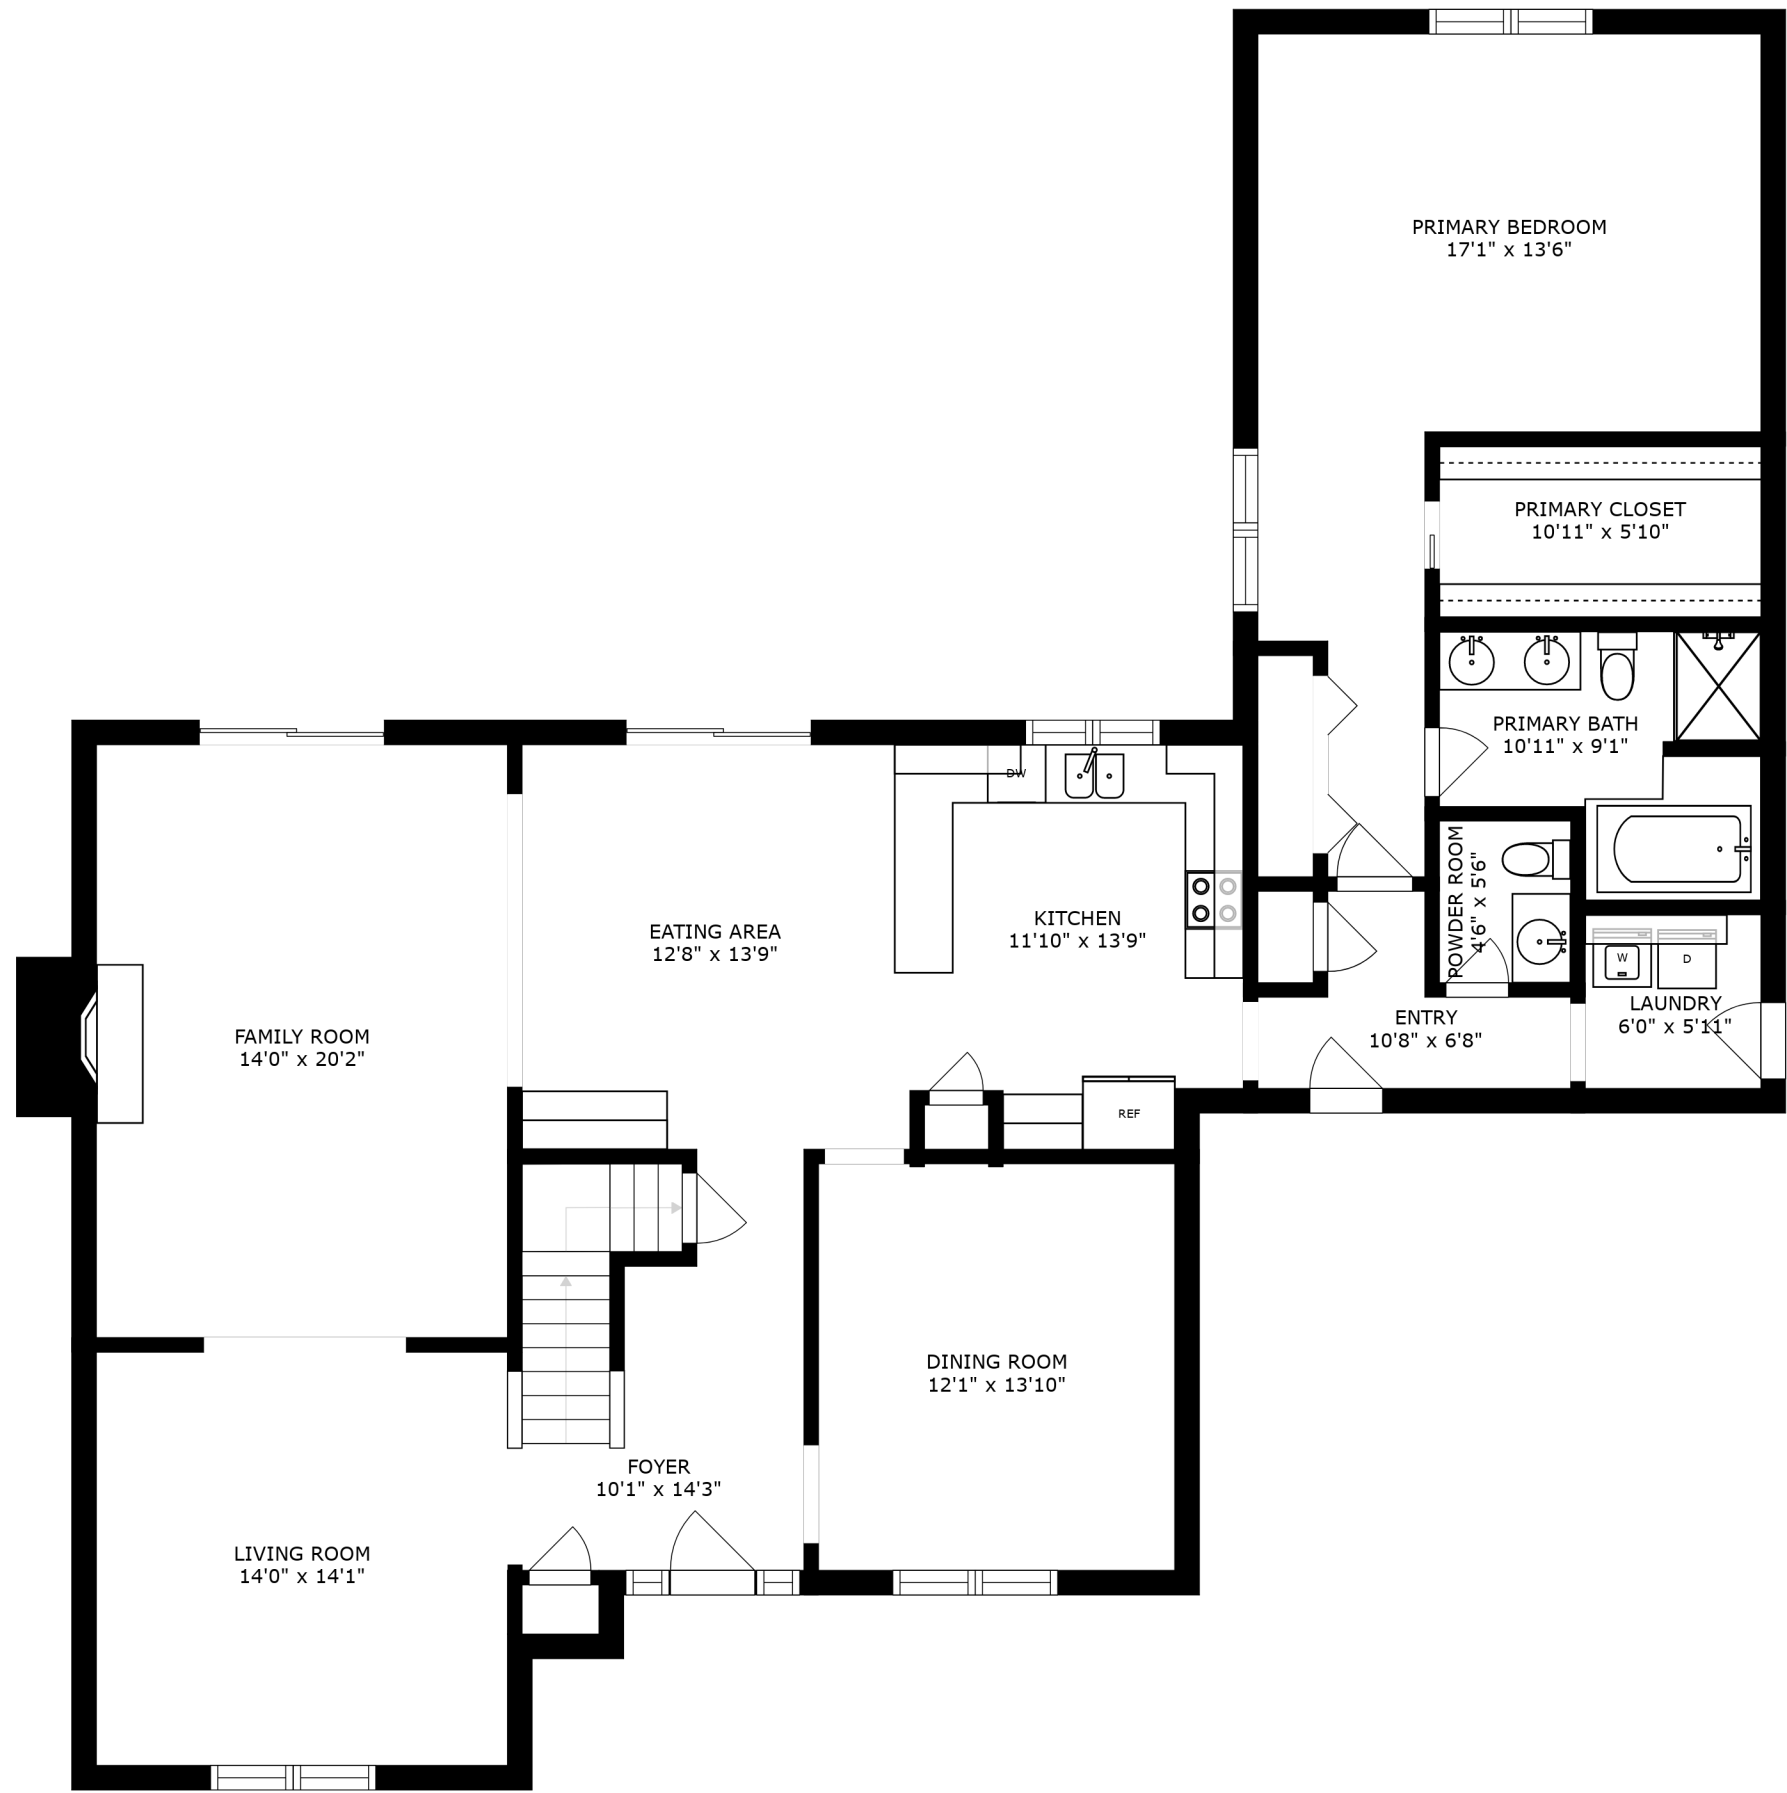 PRIMARY BEDROOM
17'1" x 13'6"
PRIMARY CLOSET
10'11" x 5'10"
PRIMARY BATH
10'11" x 9'1"
DW
POWDER ROOM
4'6" x 5'6"
KITCHEN
11'10" x 13'9"
EATING AREA
12'8" x 13'9"
W
D
LAUNDRY
6'0" x 5'11"
ENTRY
10'8" x 6'8"
FAMILY ROOM
14'0" x 20'2"
REF
DINING ROOM
12'1" x 13'10"
FOYER
10'1" x 14'3"
LIVING ROOM
14'0" x 14'1"